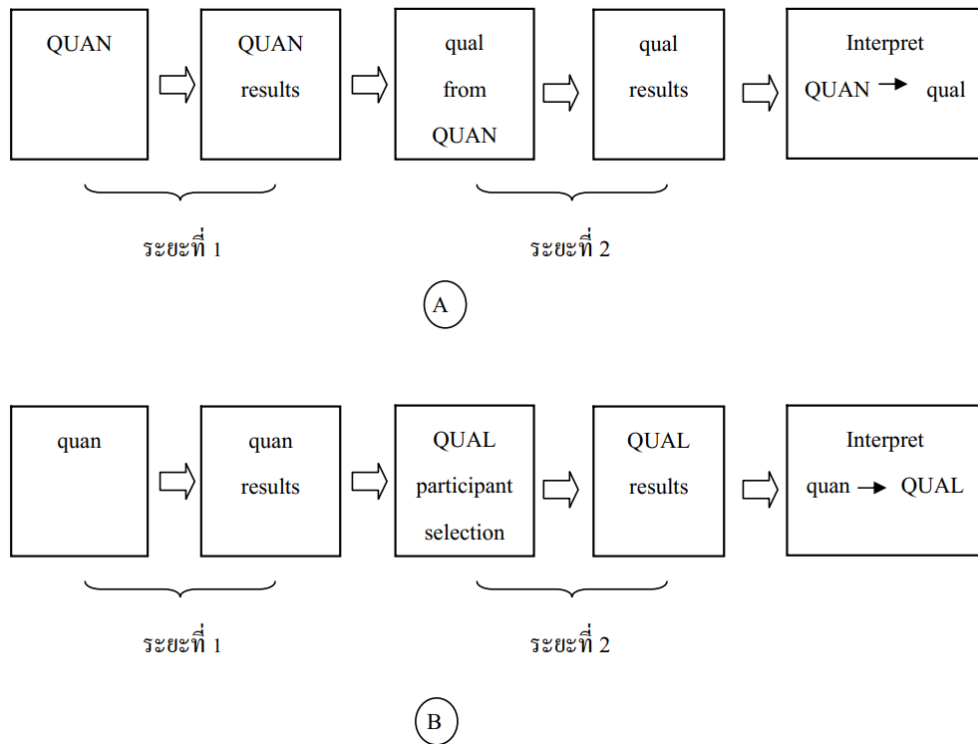 QUAN
QUAN
results
qual
from
QUAN
qual
results
Interpret
QUAN qual
ระยะที่ 1
ระยะที่ 2
A
quan
quan
results
QUAL
participant
selection
QUAL
results
Interpret
quan QUAL
ระยะที่ 1
ระยะที่ 2
B